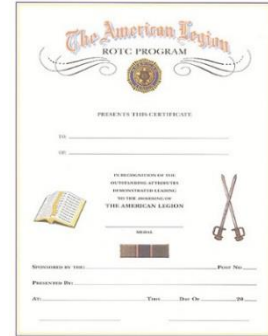 The American Legion
ROTC PROGRAM
PRESENTS THIS CERTIFICATE
TO
OF
IN RECOGNITION OF THE
OUTSTANDING ATTRIBUTES
DEMONSTRATED LEADING
TO THE AWARDING OF
THE AMERICAN LEGION
MEDAL
SPONSORED BY THE: POST NO.
PRESENTED BY:
AT: THIS DAY OF 20